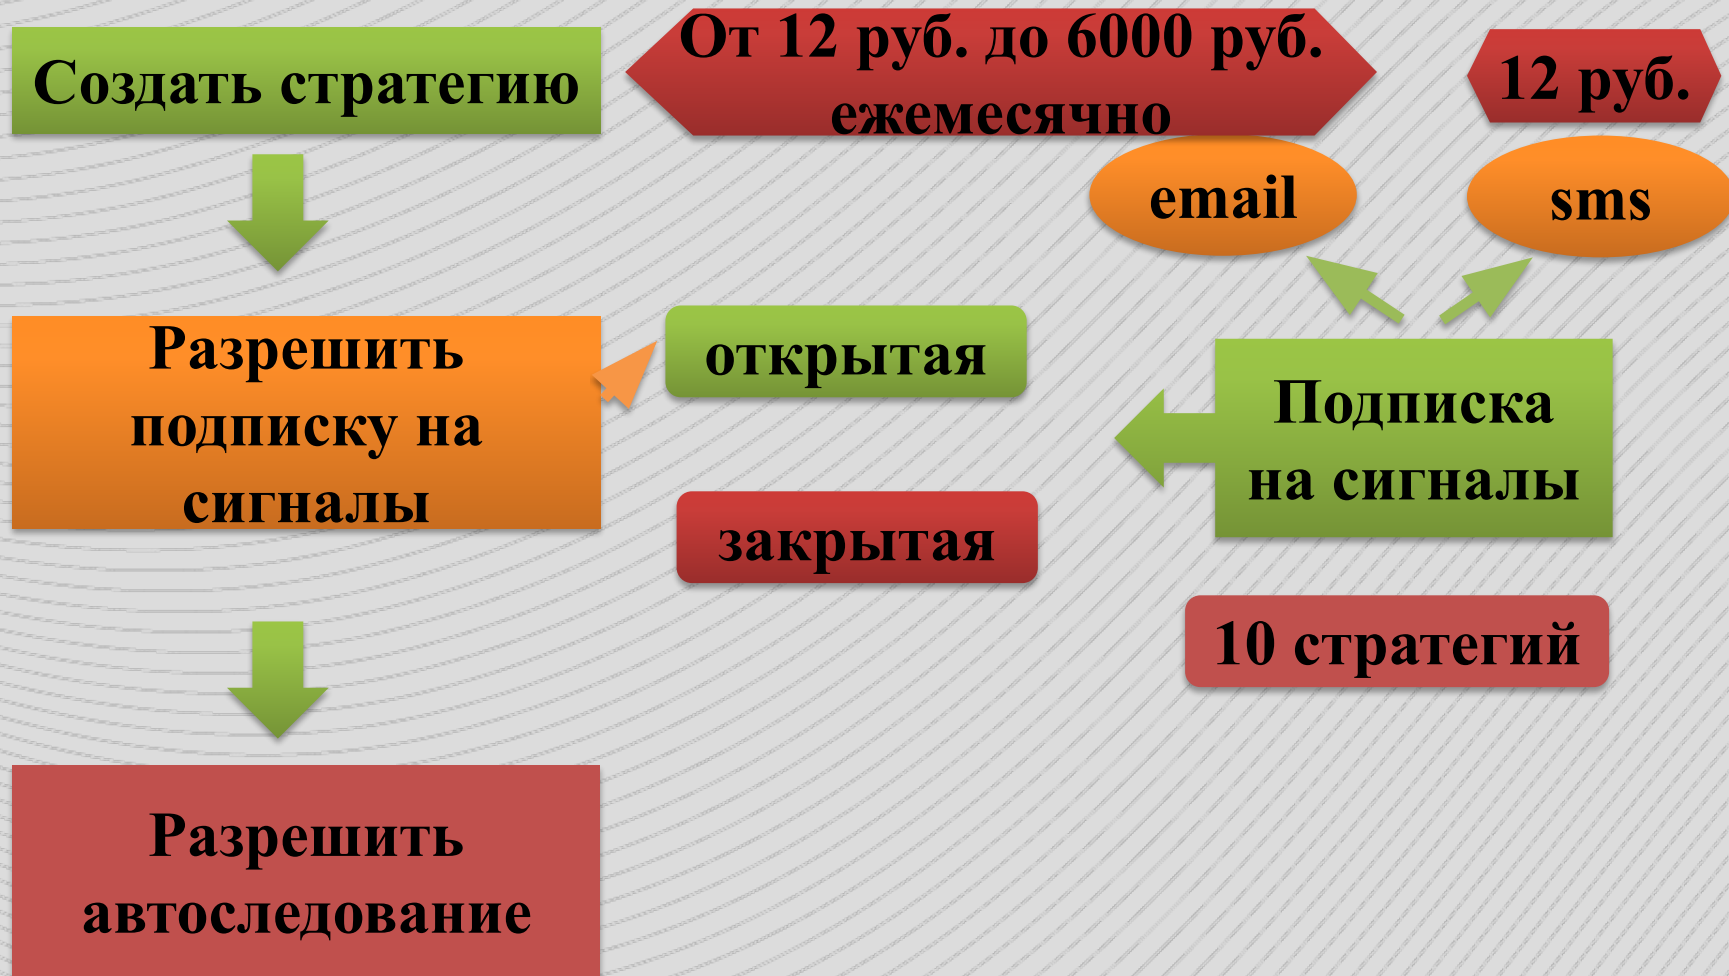 Создать стратегию
От 12 руб. до 6000 руб.
ежемесячно
12 руб.
email
sms
Разрешить
подписку на
сигналы
открытая
закрытая
Подписка
на сигналы
10 стратегий
Разрешить
автоследование